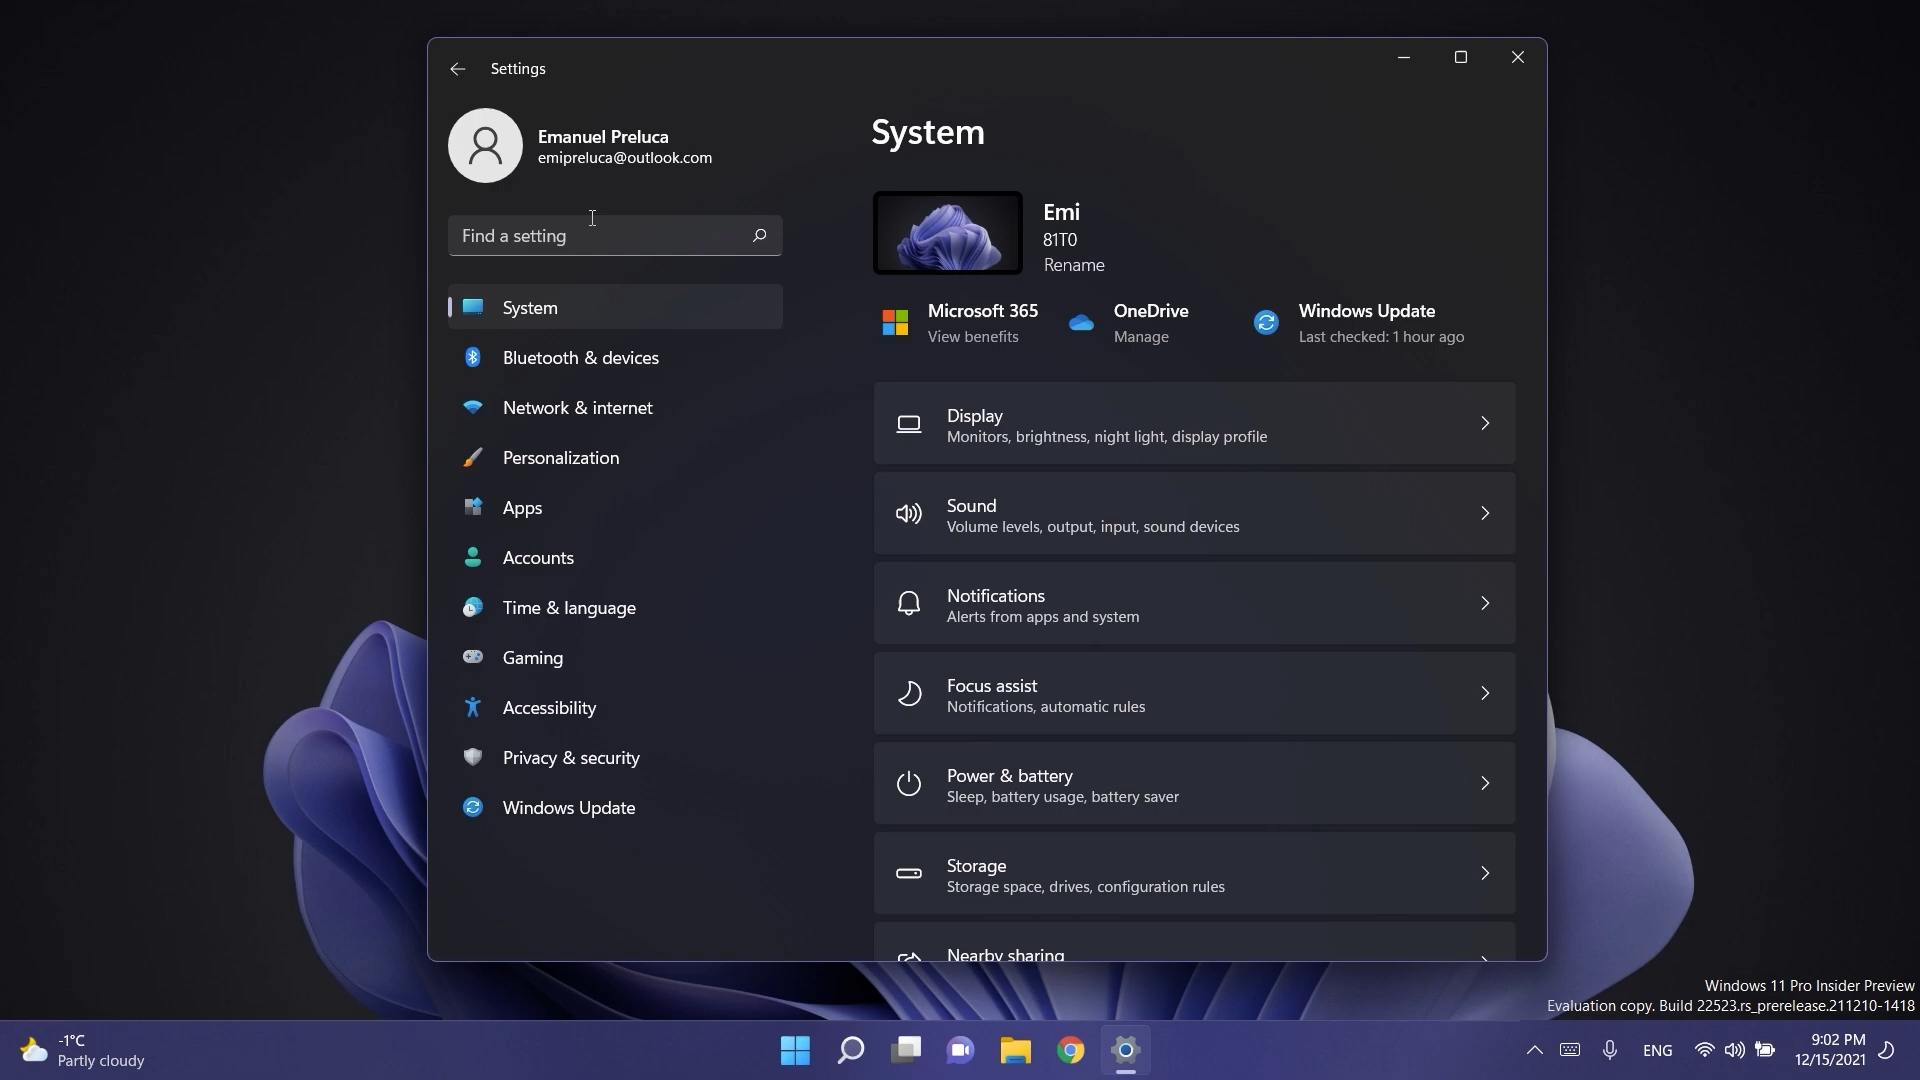 Settings
Emanuel Preluca
emipreluca@outlook.com
Find a setting
System
Bluetooth & devices
Network & internet
Personalization
Apps
Accounts
Time & language
Gaming
Accessibility
Privacy & security
Windows Update
System
Emi
81T0
Rename
Microsoft 365
View benefits
OneDrive
Manage
Windows Update
Last checked: 1 hour ago
Display
Monitors, brightness, night light, display profile
Sound
Volume levels, output, input, sound devices
Notifications
Alerts from apps and system
Focus assist
Notifications, automatic rules
Power & battery
Sleep, battery usage, battery saver
Storage
Storage space, drives, configuration rules
Nearby sharing
Windows 11 Pro Insider Preview
Evaluation copy. Build 22523.rs_prerelease.211210-1418
-1°C
Partly cloudy
ENG
9:02 PM
12/15/2021